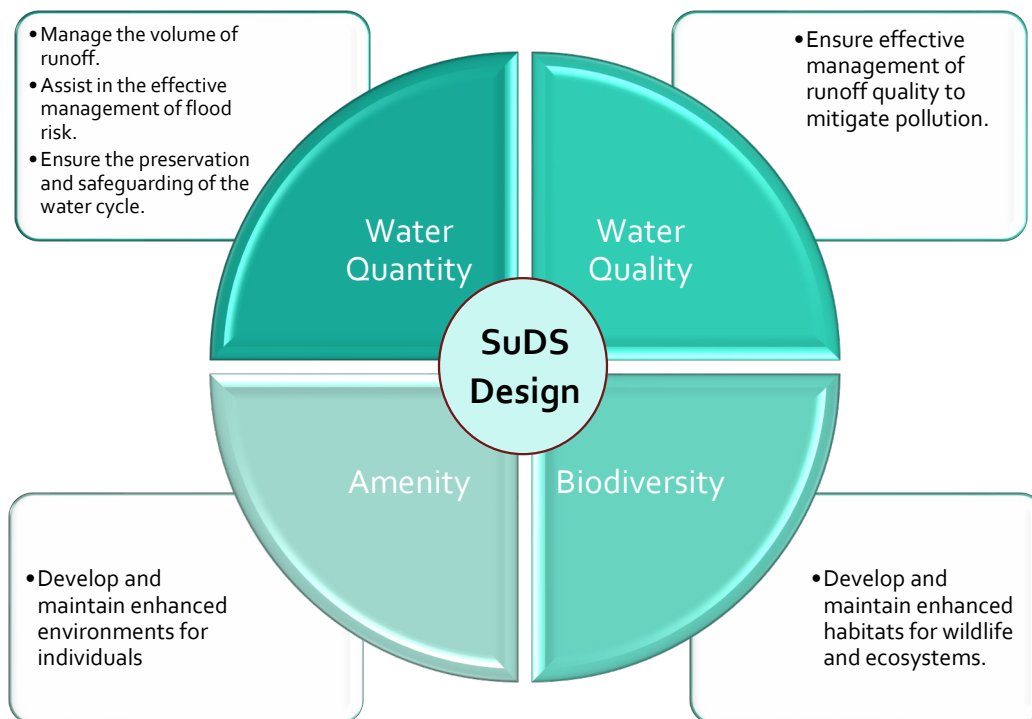 •Manage the volume of
runoff.
•Assist in the effective
management of flood
risk.
•Ensure the preservation
and safeguarding of the
water cycle.
•Ensure effective
management of
runoff quality to
mitigate pollution.
Water
Quantity
Water
Quality
SuDS
Design
Amenity
Biodiversity
•Develop and
maintain enhanced
environments for
individuals
•Develop and
maintain enhanced
habitats for wildlife
and ecosystems.